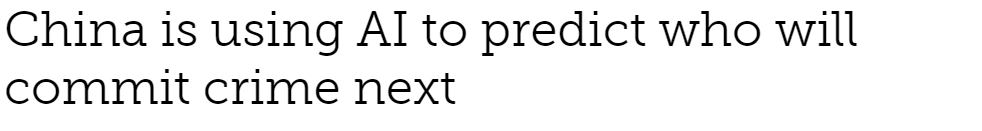 China is using AI to predict who will
commit crime next